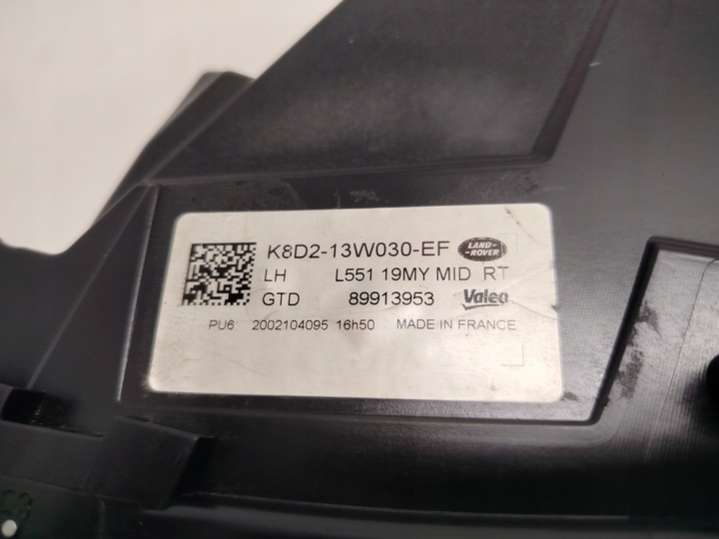 K8D2-13W030-EF LAND-ROVER
LH L551 19MY MID RT
GTD 89913953 Valeo
PU6 2002104095 16h50 MADE IN FRANCE